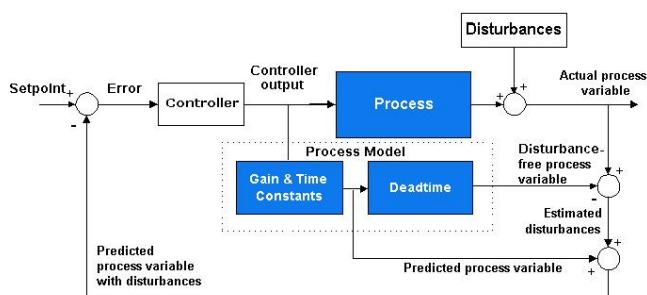 Disturbances
Setpoint
+
-
Error
Controller
Controller
output
Process
+
+
Actual process
variable
Process Model
Gain & Time
Constants
Deadtime
Disturbance-
free process
variable
+
-
Estimated
disturbances
Predicted
process variable
with disturbances
Predicted process variable
+
+